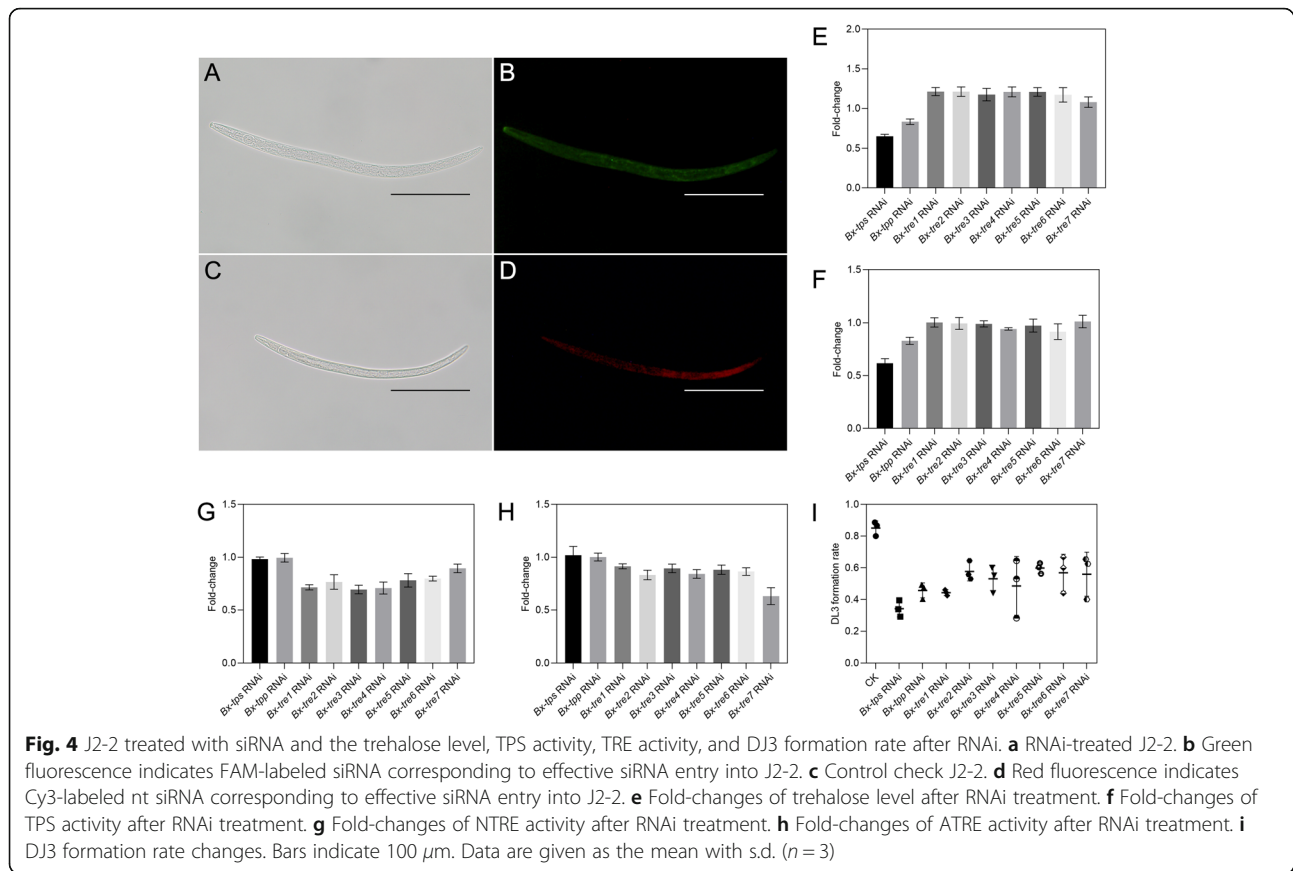 A
B
C
D
E
Fold-change
2.0
1.5
1.0
0.5
0.0
Bx-tps RNAi
Bx-tpp RNAi
Bx-tre1 RNAi
Bx-tre2 RNAi
Bx-tre3 RNAi
Bx-tre4 RNAi
Bx-tre5 RNAi
Bx-tre6 RNAi
Bx-tre7 RNAi
F
Fold-change
1.5
1.0
0.5
0.0
Bx-tps RNAi
Bx-tpp RNAi
Bx-tre1 RNAi
Bx-tre2 RNAi
Bx-tre3 RNAi
Bx-tre4 RNAi
Bx-tre5 RNAi
Bx-tre6 RNAi
Bx-tre7 RNAi
G
Fold-change
1.5
1.0
0.5
0.0
Bx-tps RNAi
Bx-tpp RNAi
Bx-tre1 RNAi
Bx-tre2 RNAi
Bx-tre3 RNAi
Bx-tre4 RNAi
Bx-tre5 RNAi
Bx-tre6 RNAi
Bx-tre7 RNAi
H
Fold-change
1.5
1.0
0.5
0.0
Bx-tps RNAi
Bx-tpp RNAi
Bx-tre1 RNAi
Bx-tre2 RNAi
Bx-tre3 RNAi
Bx-tre4 RNAi
Bx-tre5 RNAi
Bx-tre6 RNAi
Bx-tre7 RNAi
I
DL3 formation rate
1.0
0.8
0.6
0.4
0.2
0.0
CK
Bx-tps RNAi
Bx-tpp RNAi
Bx-tre1 RNAi
Bx-tre2 RNAi
Bx-tre3 RNAi
Bx-tre4 RNAi
Bx-tre5 RNAi
Bx-tre6 RNAi
Bx-tre7 RNAi
Fig. 4 J2-2 treated with siRNA and the trehalose level, TPS activity, TRE activity, and DJ3 formation rate after RNAi. a RNAi-treated J2-2. b Green
fluorescence indicates FAM-labeled siRNA corresponding to effective siRNA entry into J2-2. c Control check J2-2. d Red fluorescence indicates
Cy3-labeled nt siRNA corresponding to effective siRNA entry into J2-2. e Fold-changes of trehalose level after RNAi treatment. f Fold-changes of
TPS activity after RNAi treatment. g Fold-changes of NTRE activity after RNAi treatment. h Fold-changes of ATRE activity after RNAi treatment. i
DJ3 formation rate changes. Bars indicate 100 μm. Data are given as the mean with s.d. (n = 3)